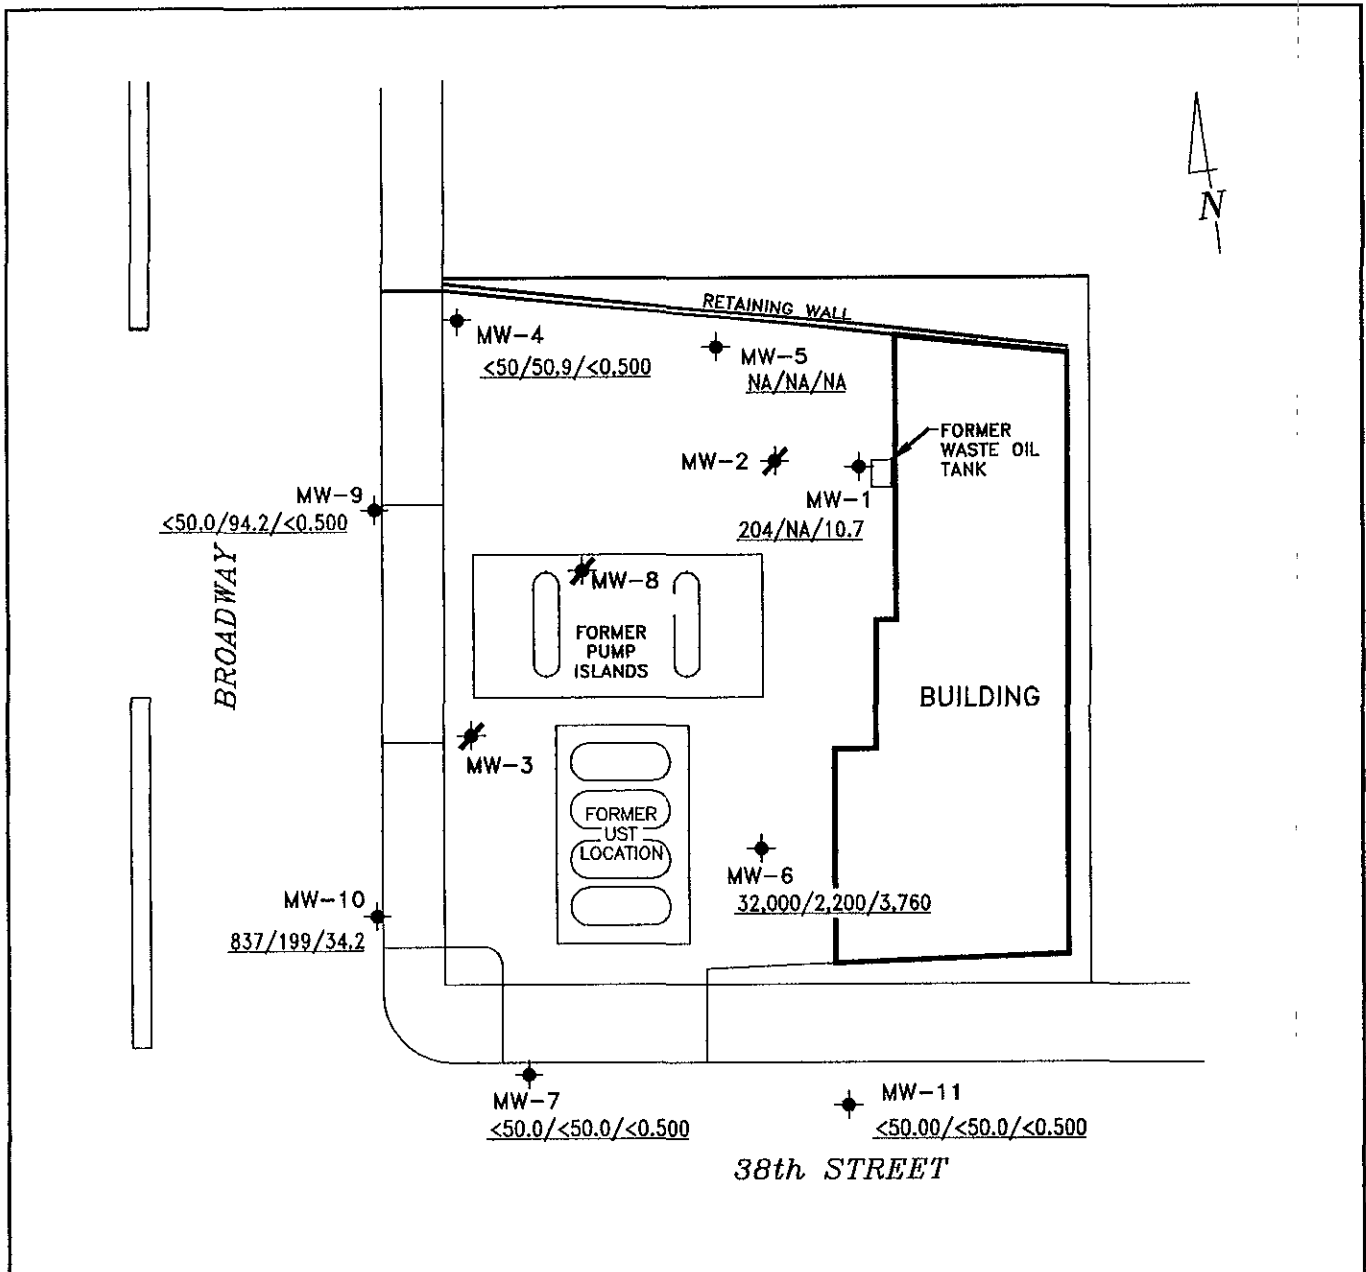 N
RETAINING WALL
MW-4
<50/50.9/<0.500
MW-5
NA/NA/NA
FORMER
WASTE OIL
TANK
MW-2
MW-1
204/NA/10.7
MW-9
<50.0/94.2/<0.500
BROADWAY
MW-8
FORMER
PUMP
ISLANDS
BUILDING
MW-3
FORMER
UST
LOCATION
MW-6
32,000/2,200/3,760
MW-10
837/199/34.2
MW-7
<50.0/<50.0/<0.500
MW-11
<50.00/<50.0/<0.500
38th STREET